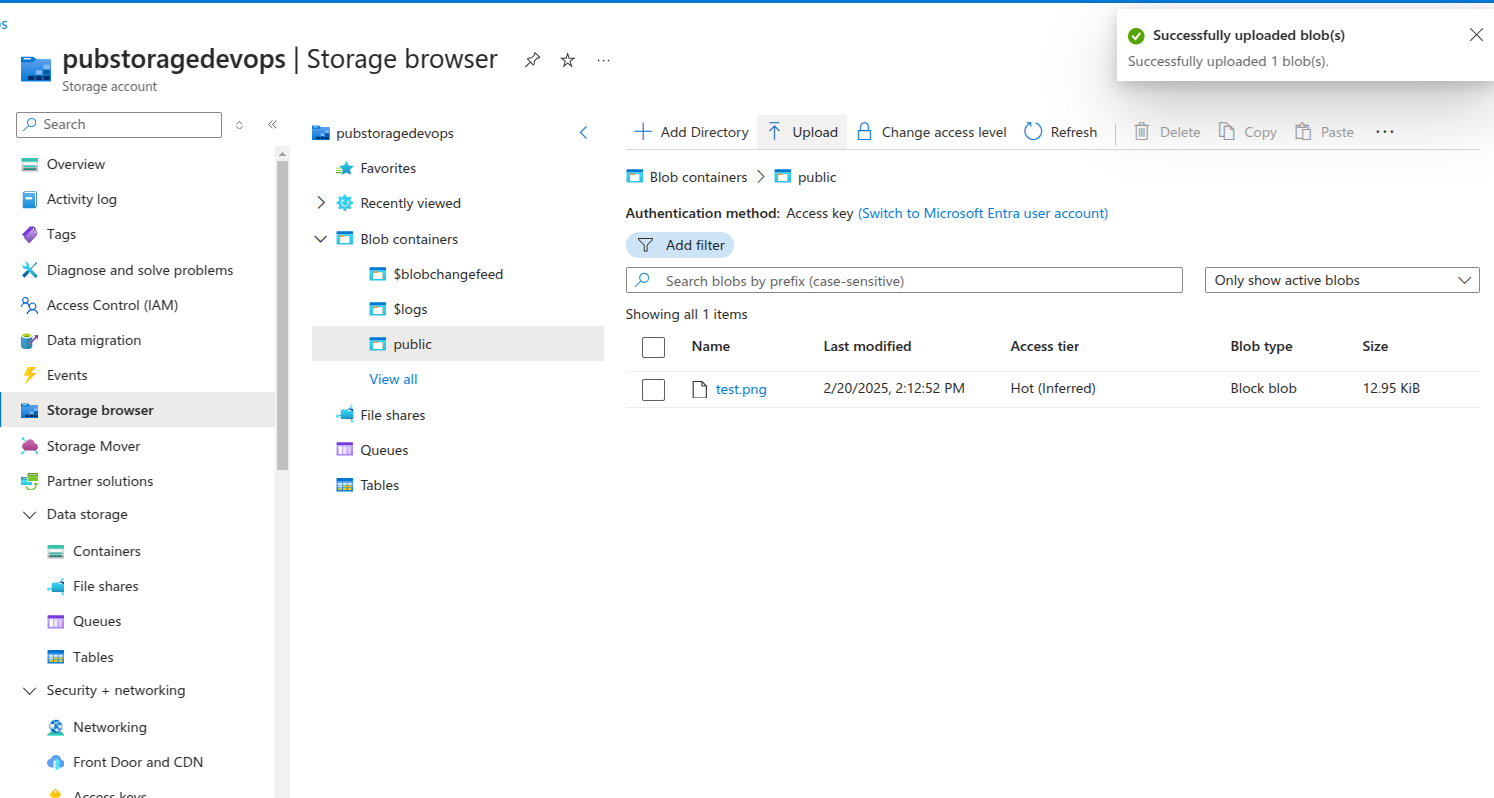 pubstoragedevops | Storage browser
Storage account
Successfully uploaded blob(s)
Successfully uploaded 1 blob(s).
Search
Overview
Activity log
Tags
Diagnose and solve problems
Access Control (IAM)
Data migration
Events
Storage browser
Storage Mover
Partner solutions
Data storage
Containers
File shares
Queues
Tables
Security + networking
Networking
Front Door and CDN
Access keys
pubstoragedevops
Favorites
Recently viewed
Blob containers
$blobchangefeed
$logs
public
View all
File shares
Queues
Tables
Add Directory Upload Change access level Refresh Delete Copy Paste
Blob containers > public
Authentication method: Access key (Switch to Microsoft Entra user account)
Add filter
Search blobs by prefix (case-sensitive) Only show active blobs
Showing all 1 items
Name Last modified Access tier Blob type Size
test.png 2/20/2025, 2:12:52 PM Hot (Inferred) Block blob 12.95 KiB